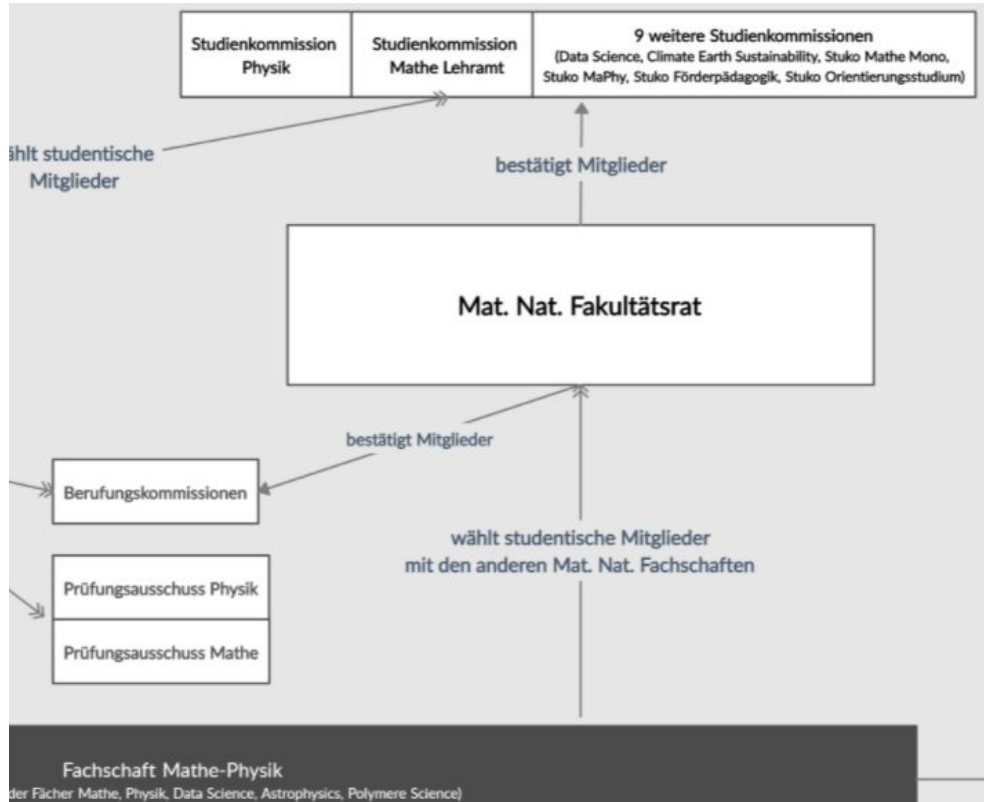 Studienkommission
Physik
Studienkommission
Mathe Lehramt
9 weitere Studienkommissionen
(Data Science, Climate Earth Sustainability, Stuko Mathe Mono,
Stuko MaPhy, Stuko Förderpädagogik, Stuko Orientierungsstudium)
ählt studentische
Mitglieder
bestätigt Mitglieder
Mat. Nat. Fakultätsrat
bestätigt Mitglieder
Berufungskommissionen
wählt studentische Mitglieder
mit den anderen Mat. Nat. Fachschaften
Prüfungsausschuss Physik
Prüfungsausschuss Mathe
Fachschaft Mathe-Physik
der Fächer Mathe, Physik, Data Science, Astrophysics, Polymere Science)